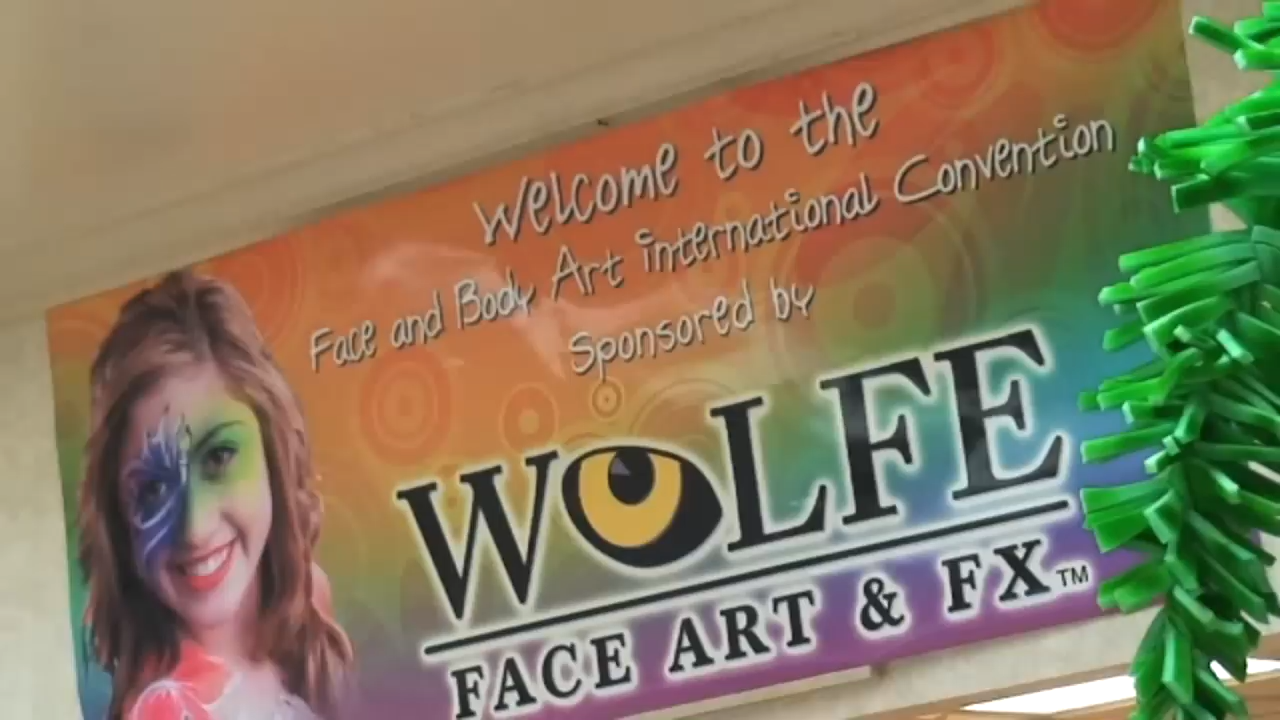 Welcome to the
Face and Body Art international Convention
Sponsored by
WOLFE
FACE ART & FX™